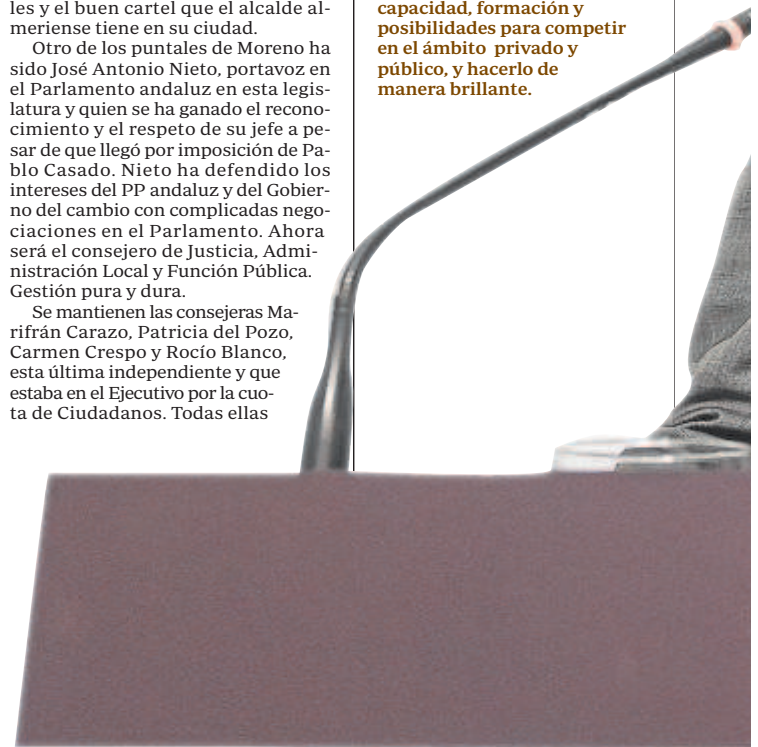 les y el buen cartel que el alcalde al-
meriense tiene en su ciudad.
Otro de los puntales de Moreno ha
sido José Antonio Nieto, portavoz en
el Parlamento andaluz en esta legis-
latura y quien se ha ganado el recono-
cimiento y el respeto de su jefe a pe-
sar de que llegó por imposición de Pa-
blo Casado. Nieto ha defendido los
intereses del PP andaluz y del Gobier-
no del cambio con complicadas nego-
ciaciones en el Parlamento. Ahora
será el consejero de Justicia, Admi-
nistración Local y Función Pública.
Gestión pura y dura.
Se mantienen las consejeras Ma-
rifrán Carazo, Patricia del Pozo,
Carmen Crespo y Rocío Blanco,
esta última independiente y que
estaba en el Ejecutivo por la cuo-
ta de Ciudadanos. Todas ellas
capacidad, formación y
posibilidades para competir
en el ámbito privado y
público, y hacerlo de
manera brillante.